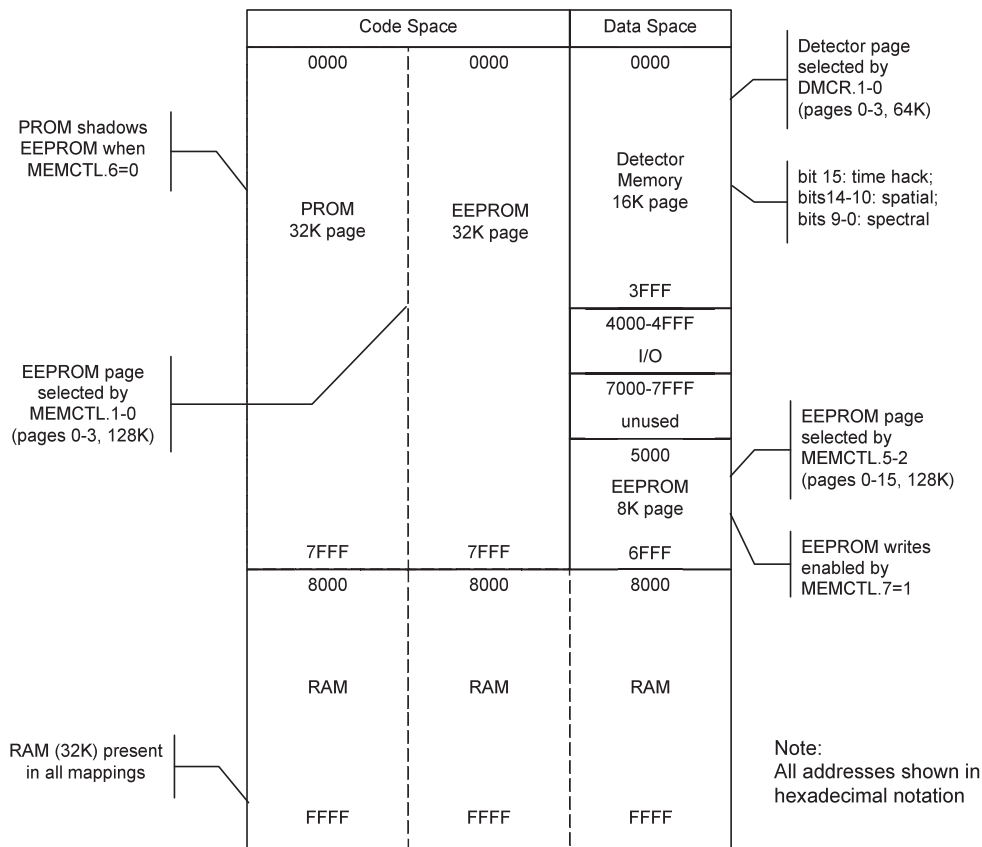 Code Space
Data Space
0000
0000
0000
PROM shadows
EEPROM when
MEMCTL.6=0
PROM
32K page
EEPROM
32K page
Detector
Memory
16K page
3FFF
4000-4FFF
I/O
7000-7FFF
unused
5000
EEPROM
8K page
7FFF
7FFF
6FFF
Detector page
selected by
DMCR.1-0
(pages 0-3, 64K)
bit 15: time hack;
bits14-10: spatial;
bits 9-0: spectral
EEPROM page
selected by
MEMCTL.1-0
(pages 0-3, 128K)
EEPROM page
selected by
MEMCTL.5-2
(pages 0-15, 128K)
EEPROM writes
enabled by
MEMCTL.7=1
8000
8000
8000
RAM
RAM
RAM
RAM (32K) present
in all mappings
FFFF
FFFF
FFFF
Note:
All addresses shown in
hexadecimal notation